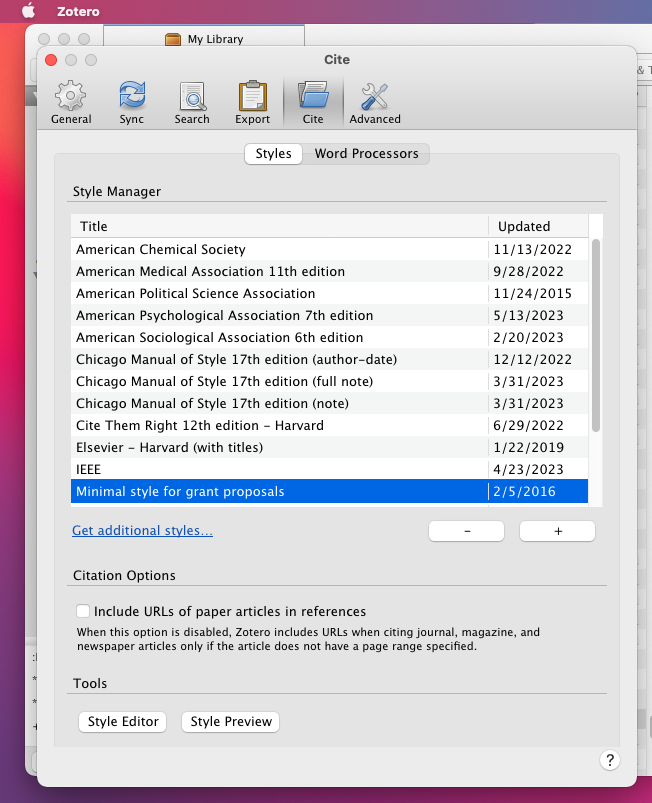 Zotero
My Library
Cite
& T
General
Sync
Search
Export
Cite
Advanced
Styles
Word Processors
Style Manager
Title Updated
American Chemical Society 11/13/2022
American Medical Association 11th edition 9/28/2022
American Political Science Association 11/24/2015
American Psychological Association 7th edition 5/13/2023
American Sociological Association 6th edition 2/20/2023
Chicago Manual of Style 17th edition (author-date) 12/12/2022
Chicago Manual of Style 17th edition (full note) 3/31/2023
Chicago Manual of Style 17th edition (note) 3/31/2023
Cite Them Right 12th edition - Harvard 6/29/2022
Elsevier - Harvard (with titles) 1/22/2019
IEEE 4/23/2023
Minimal style for grant proposals 2/5/2016
Get additional styles...
-
+
Citation Options
Include URLs of paper articles in references
When this option is disabled, Zotero includes URLs when citing journal, magazine, and
newspaper articles only if the article does not have a page range specified.
Tools
Style Editor
Style Preview
?